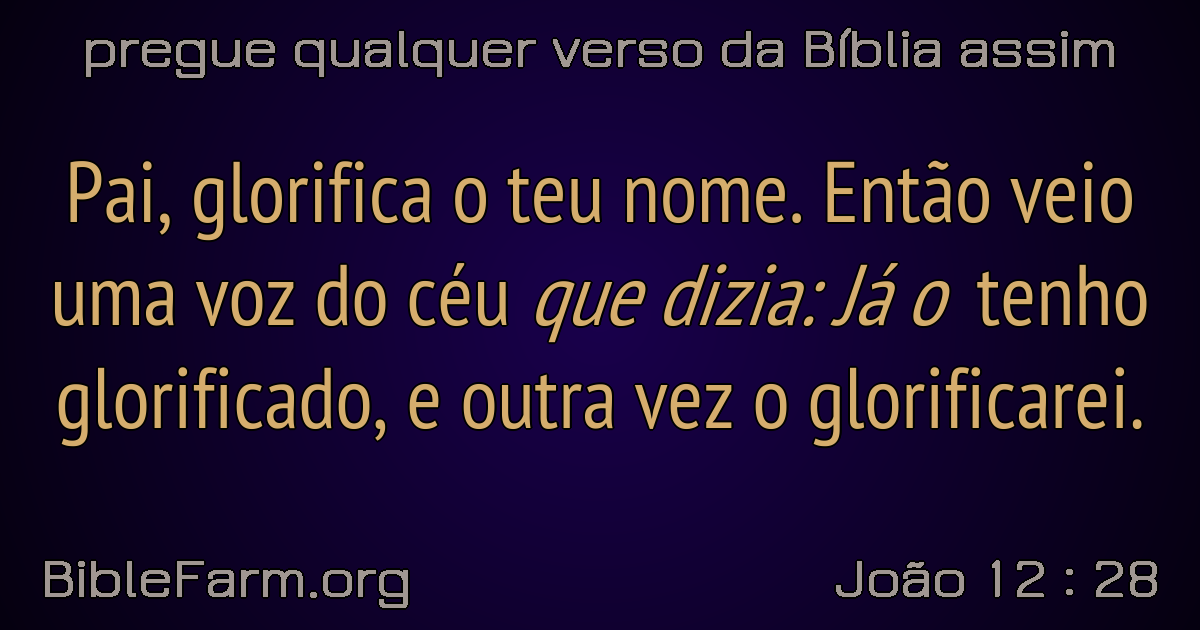 pregue qualquer verso da Bíblia assim
Pai, glorifica o teu nome. Então veio
uma voz do céu que dizia: Já o tenho
glorificado, e outra vez o glorificarei.
BibleFarm.org
João 12 : 28